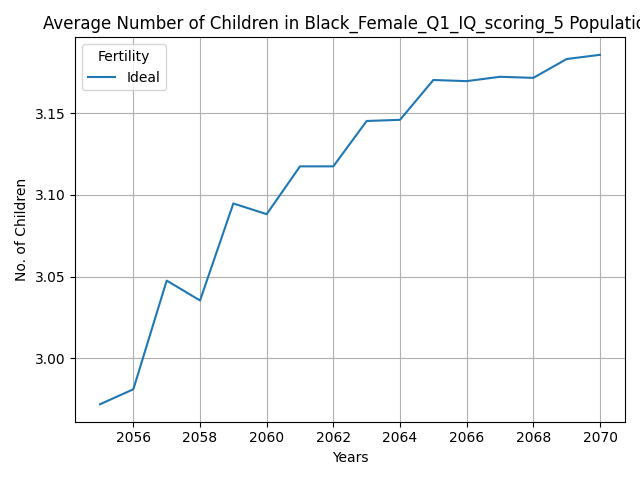 Average Number of Children in Black_Female_Q1_IQ_scoring_5 Populatio
Fertility
Ideal
3.15
3.10
3.05
3.00
No. of Children
2056 2058 2060 2062 2064 2066 2068 2070
Years